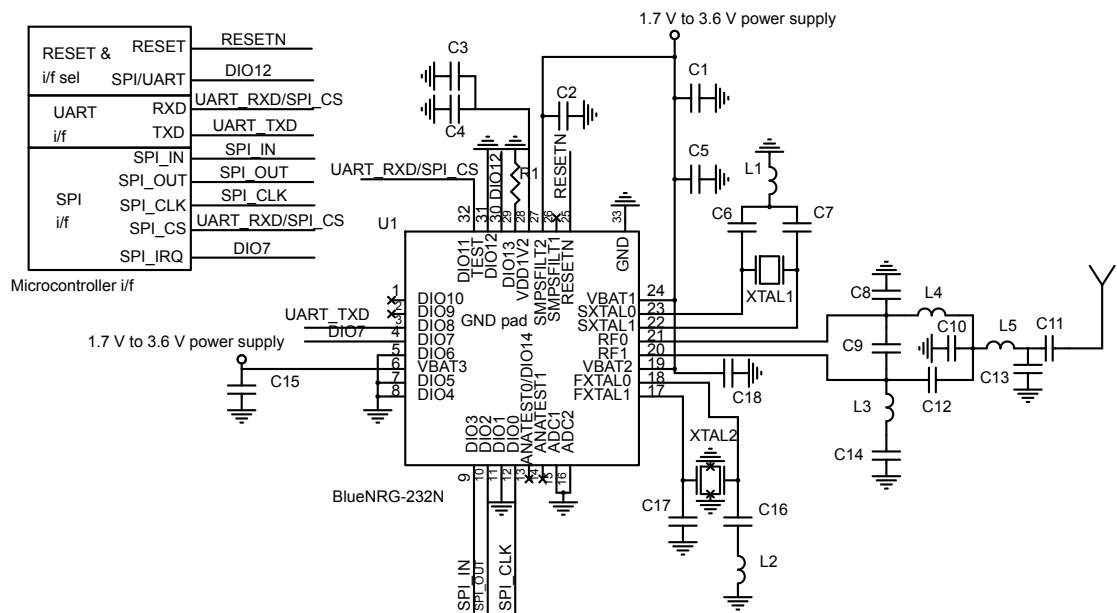 1.7 V to 3.6 V power supply
RESET &
i/f sel
RESET
RESETN
SPI/UART
DIO12
UART
i/f
RXD
UART_RXD/SPI_CS
TXD
UART_TXD
SPI
i/f
SPI_IN
SPI_IN
SPI_OUT
SPI_OUT
SPI_CLK
SPI_CLK
SPI_CS
UART_RXD/SPI_CS
SPI_IRQ
DIO7
Microcontroller i/f
C3
C4
C2
C1
C5
R1
DIO12
RESETN
UART_RXD/SPI_CS
U1
32
31
30
29
28
27
26
25
33
DIO11
TEST
DIO12
DIO13
VDD1V2
SMPSFILT2
SMPSFILT1
RESETN
GND
L1
C6
C7
XTAL1
1
DIO10
2
DIO9
UART_TXD
3
DIO8
DIO7
4
DIO7
5
DIO6
6
VBAT3
7
DIO5
8
DIO4
GND pad
1.7 V to 3.6 V power supply
C15
VBAT1
24
SXTAL0
23
SXTAL1
22
RF0
21
RF1
20
VBAT2
19
FXTAL0
18
FXTAL1
17
C8
L4
C9
C10
L5
C11
C13
C12
L3
C14
C18
XTAL2
C17
C16
L2
DIO3
DIO2
DIO1
DIO0
ANATEST0/DIO14
ANATEST1
ADC1
ADC2
9
10
11
12
13
14
15
16
BlueNRG-232N
SPI_IN
SPI_OUT
SPI_CLK